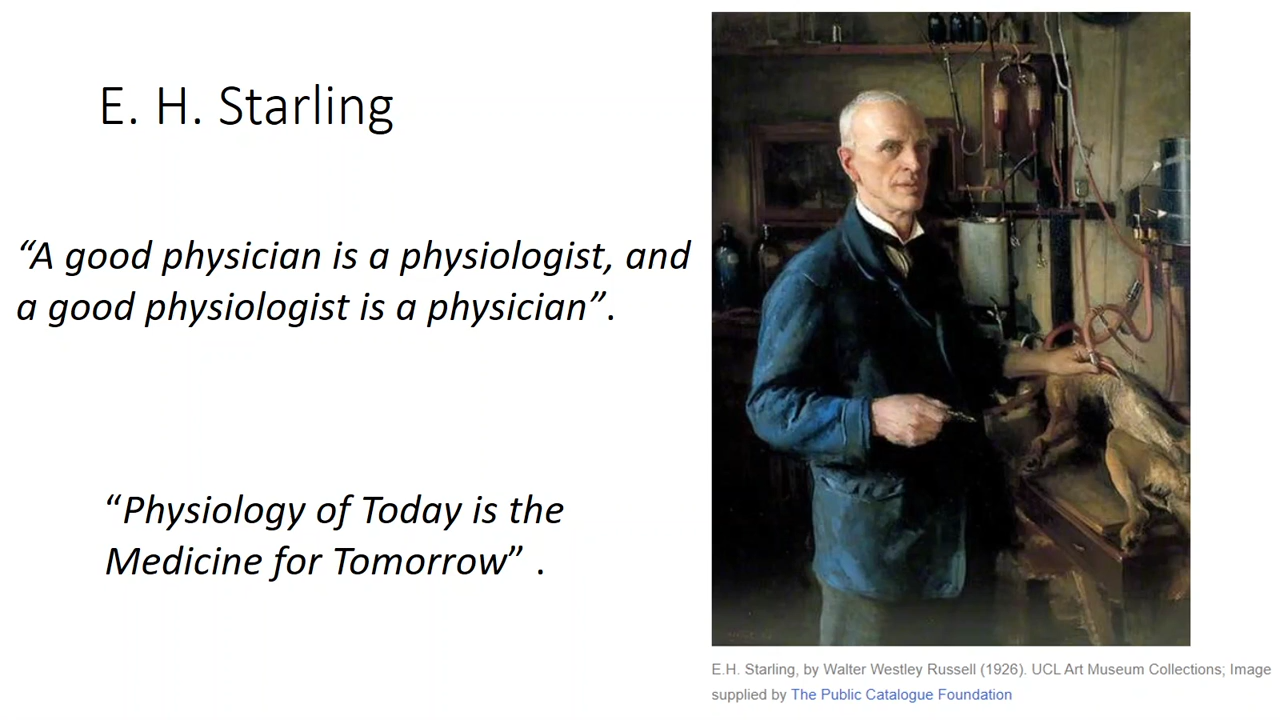 E. H. Starling
“A good physician is a physiologist, and
a good physiologist is a physician”.
“Physiology of Today is the
Medicine for Tomorrow” .
E.H. Starling, by Walter Westley Russell (1926). UCL Art Museum Collections; Image
supplied by The Public Catalogue Foundation